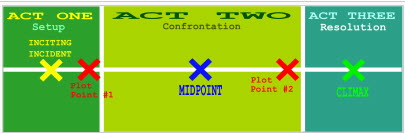 ACT ONE
Setup
INCITING
INCIDENT
Plot
Point #1
ACT TWO
Confrontation
MIDPOINT
Plot
Point #2
ACT THREE
Resolution
CLIMAX